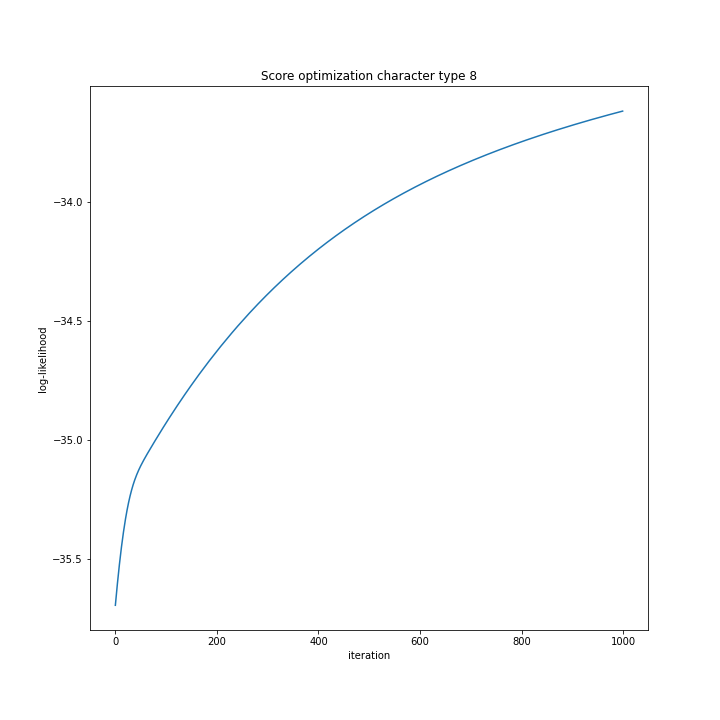 Score optimization character type 8
log-likelihood
−34.0
−34.5
−35.0
−35.5
0 200 400 600 800 1000
iteration